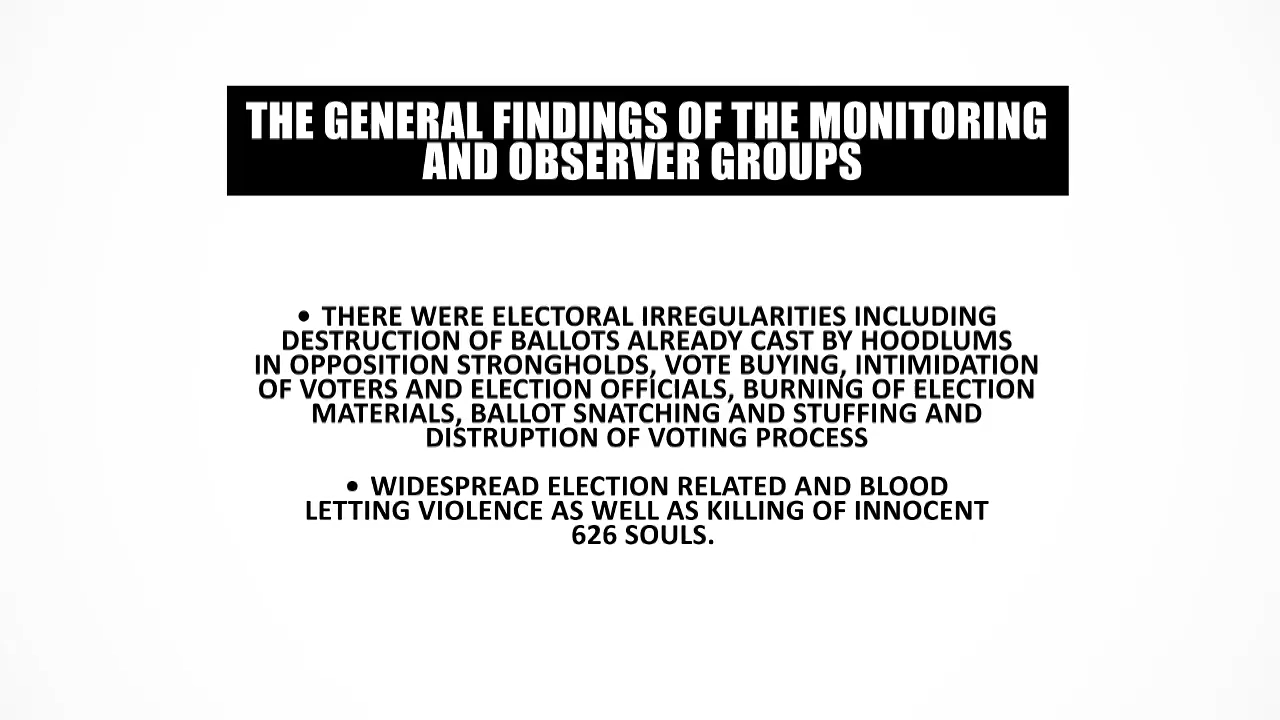 THE GENERAL FINDINGS OF THE MONITORING
AND OBSERVER GROUPS
• THERE WERE ELECTORAL IRREGULARITIES INCLUDING
DESTRUCTION OF BALLOTS ALREADY CAST BY HOODLUMS
IN OPPOSITION STRONGHOLDS, VOTE BUYING, INTIMIDATION
OF VOTERS AND ELECTION OFFICIALS, BURNING OF ELECTION
MATERIALS, BALLOT SNATCHING AND STUFFING AND
DISTRUPTION OF VOTING PROCESS
• WIDESPREAD ELECTION RELATED AND BLOOD
LETTING VIOLENCE AS WELL AS KILLING OF INNOCENT
626 SOULS.